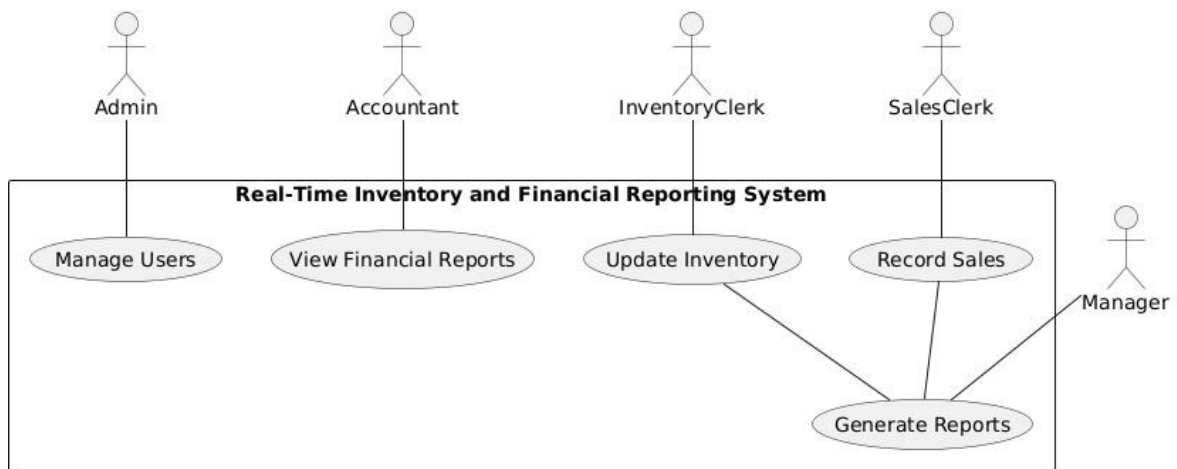 Admin
Accountant
InventoryClerk
SalesClerk
Real-Time Inventory and Financial Reporting System
Manage Users
View Financial Reports
Update Inventory
Record Sales
Manager
Generate Reports